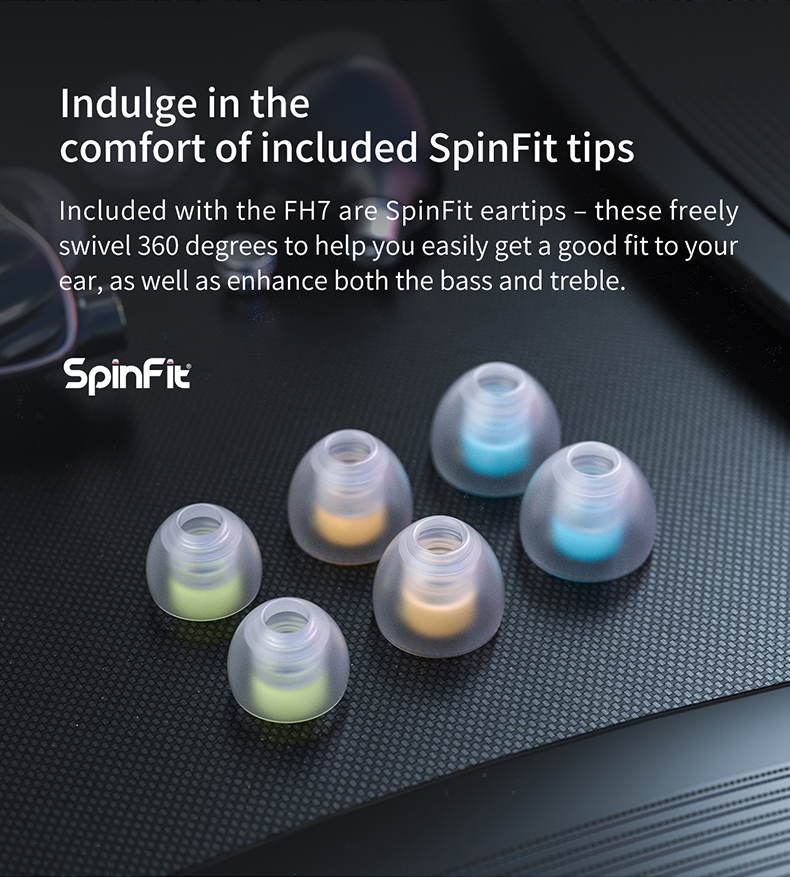 Indulge in the
comfort of included SpinFit tips
Included with the FH7 are SpinFit eartips – these freely
swivel 360 degrees to help you easily get a good fit to your
ear, as well as enhance both the bass and treble.
SpinFit®